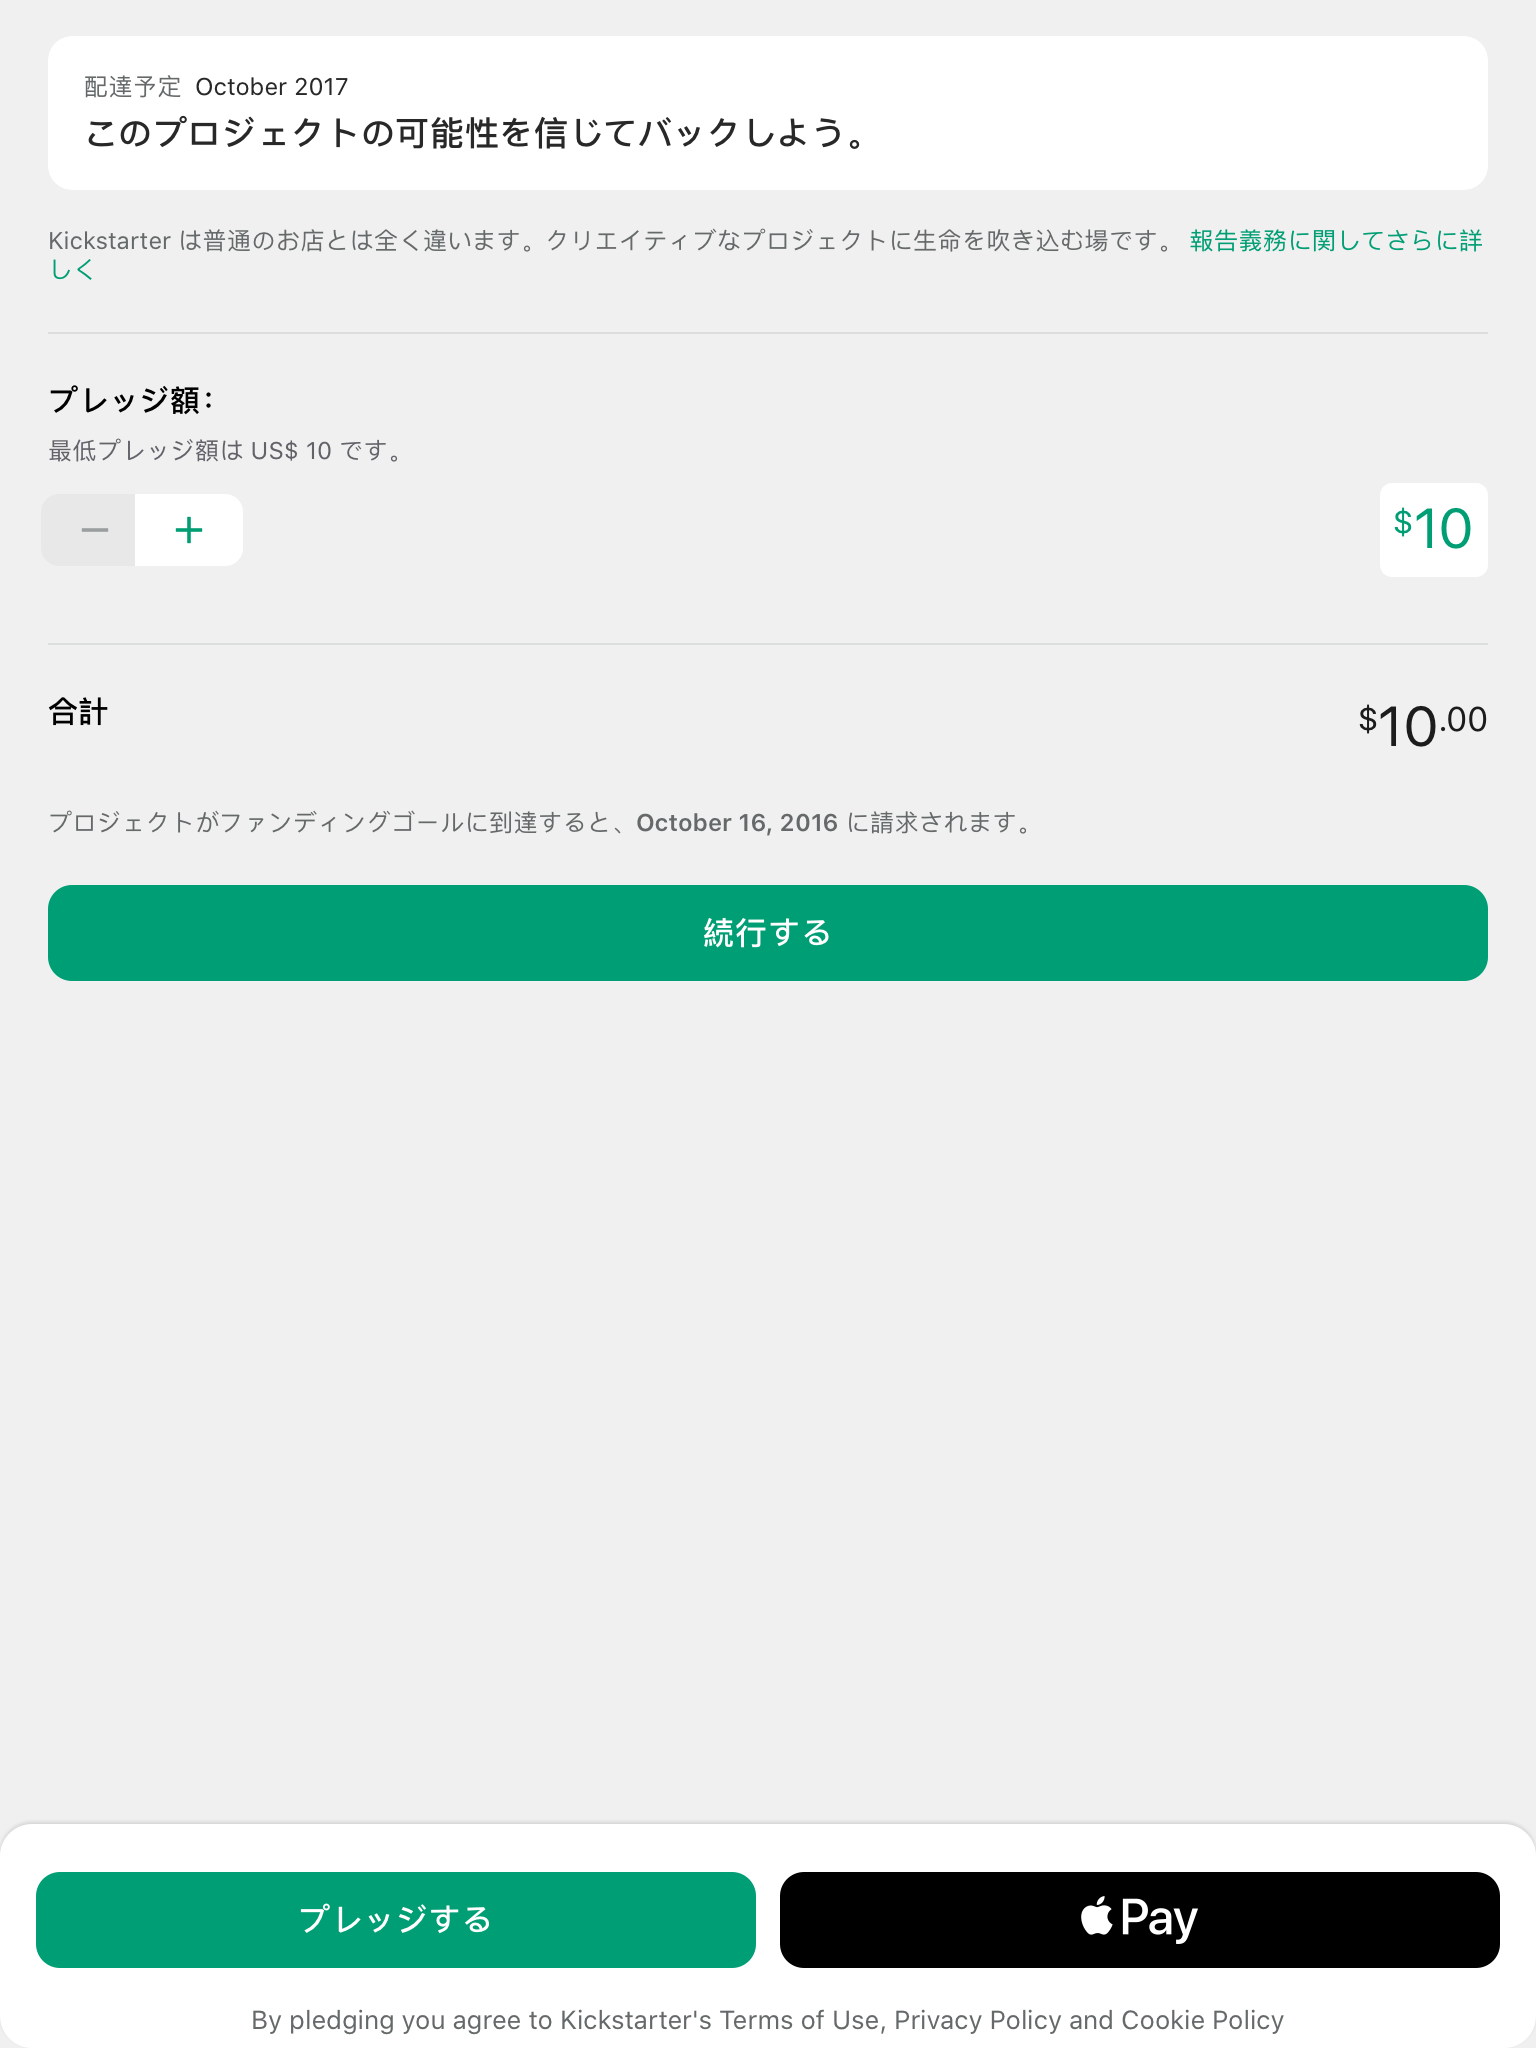 配達予定 October 2017
このプロジェクトの可能性を信じてバックしよう。
Kickstarter は普通のお店とは全く違います。クリエイティブなプロジェクトに生命を吹き込む場です。 報告義務に関してさらに詳
しく
プレッジ額：
最低プレッジ額は US$ 10 です。
− + $10
合計 $10.00
プロジェクトがファンディングゴールに到達すると、October 16, 2016 に請求されます。
続行する
プレッジする Pay
By pledging you agree to Kickstarter's Terms of Use, Privacy Policy and Cookie Policy